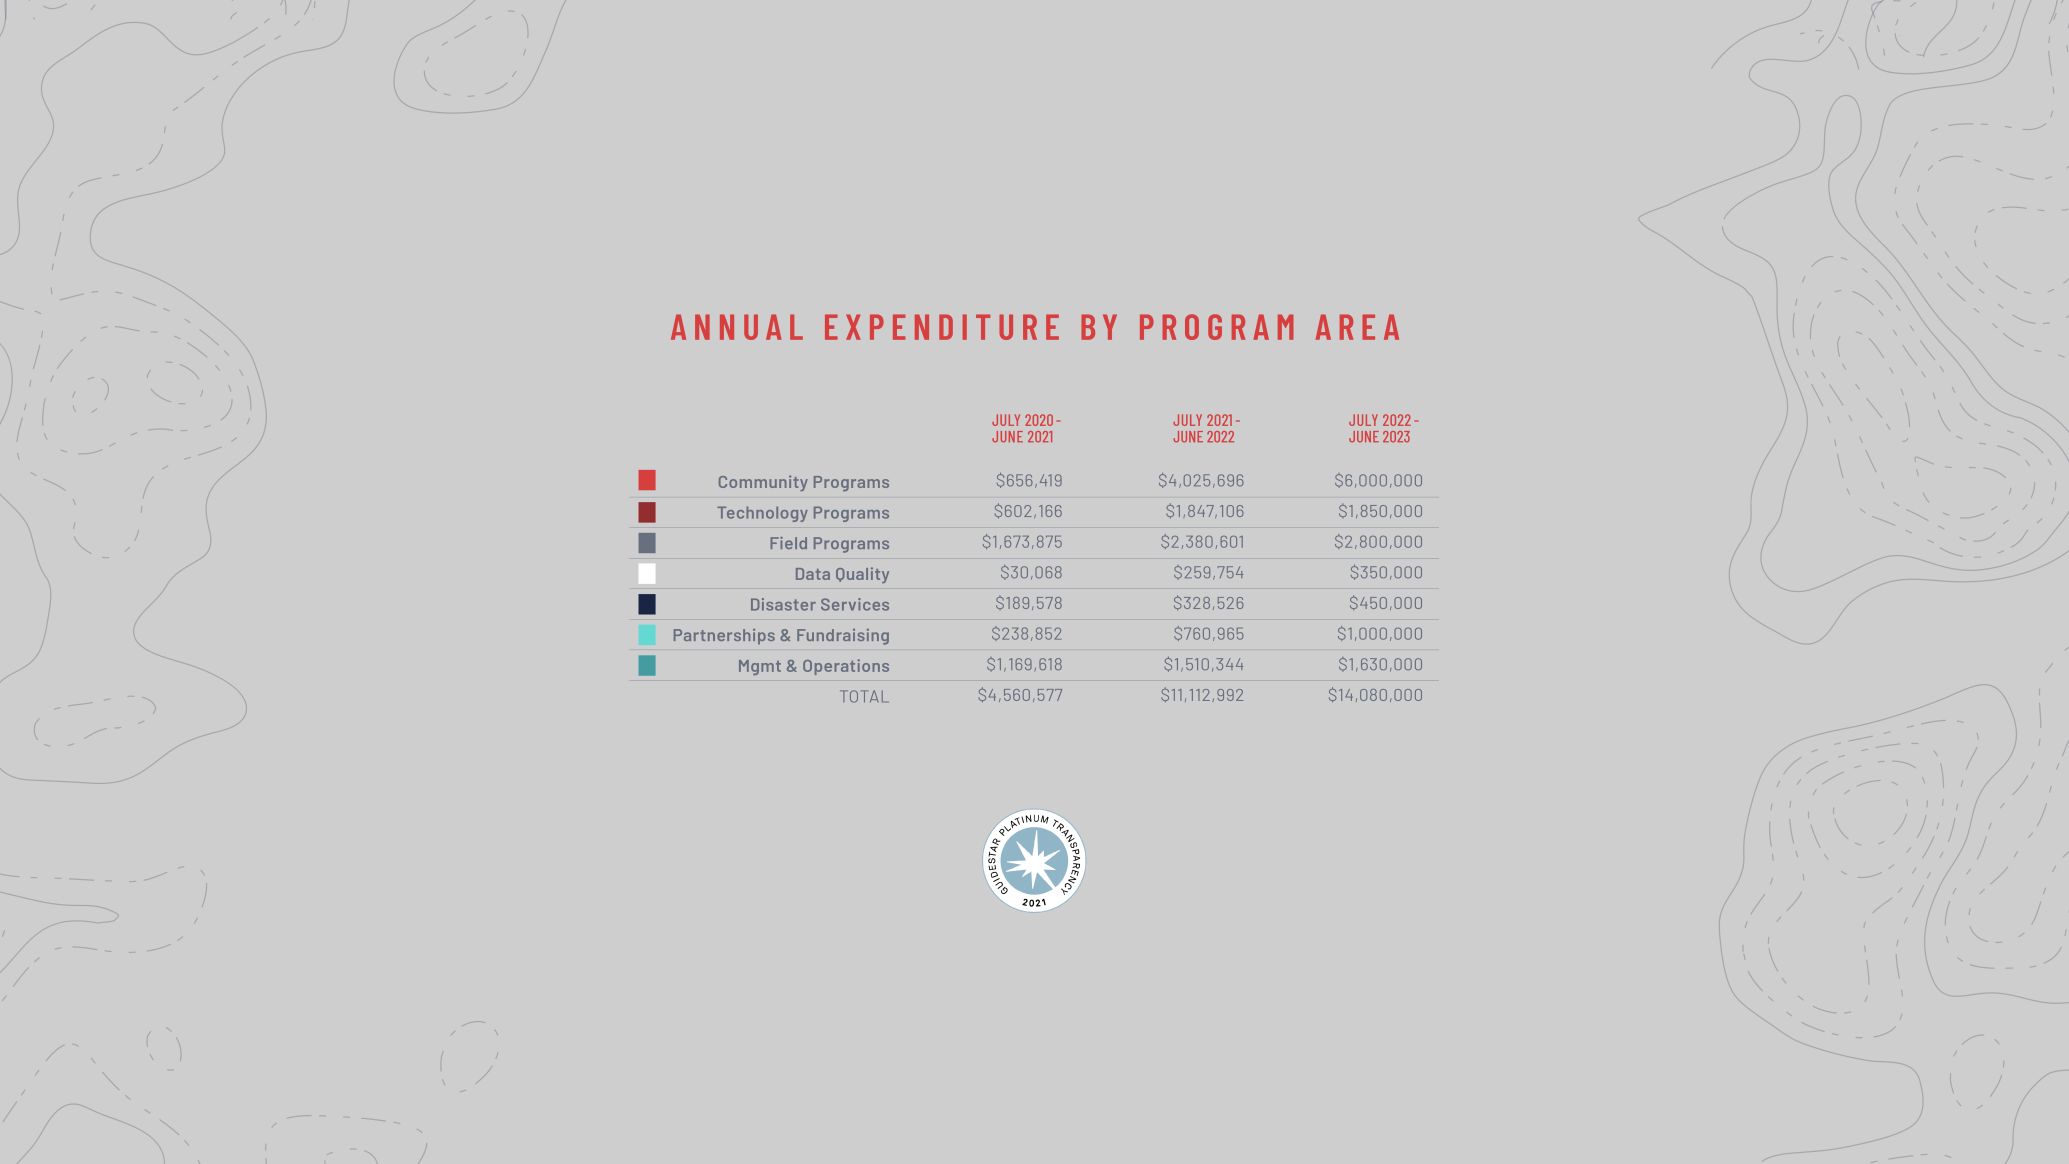 ANNUAL EXPENDITURE BY PROGRAM AREA
JULY 2020 - JULY 2021 - JULY 2022 -
JUNE 2021 JUNE 2022 JUNE 2023
Community Programs $656,419 $4,025,696 $6,000,000
Technology Programs $602,166 $1,847,106 $1,850,000
Field Programs $1,673,875 $2,380,601 $2,800,000
Data Quality $30,068 $259,754 $350,000
Disaster Services $189,578 $328,526 $450,000
Partnerships & Fundraising $238,852 $760,965 $1,000,000
Mgmt & Operations $1,169,618 $1,510,344 $1,630,000
TOTAL $4,560,577 $11,112,992 $14,080,000
GUIDESTAR PLATINUM TRANSPARENCY
2021